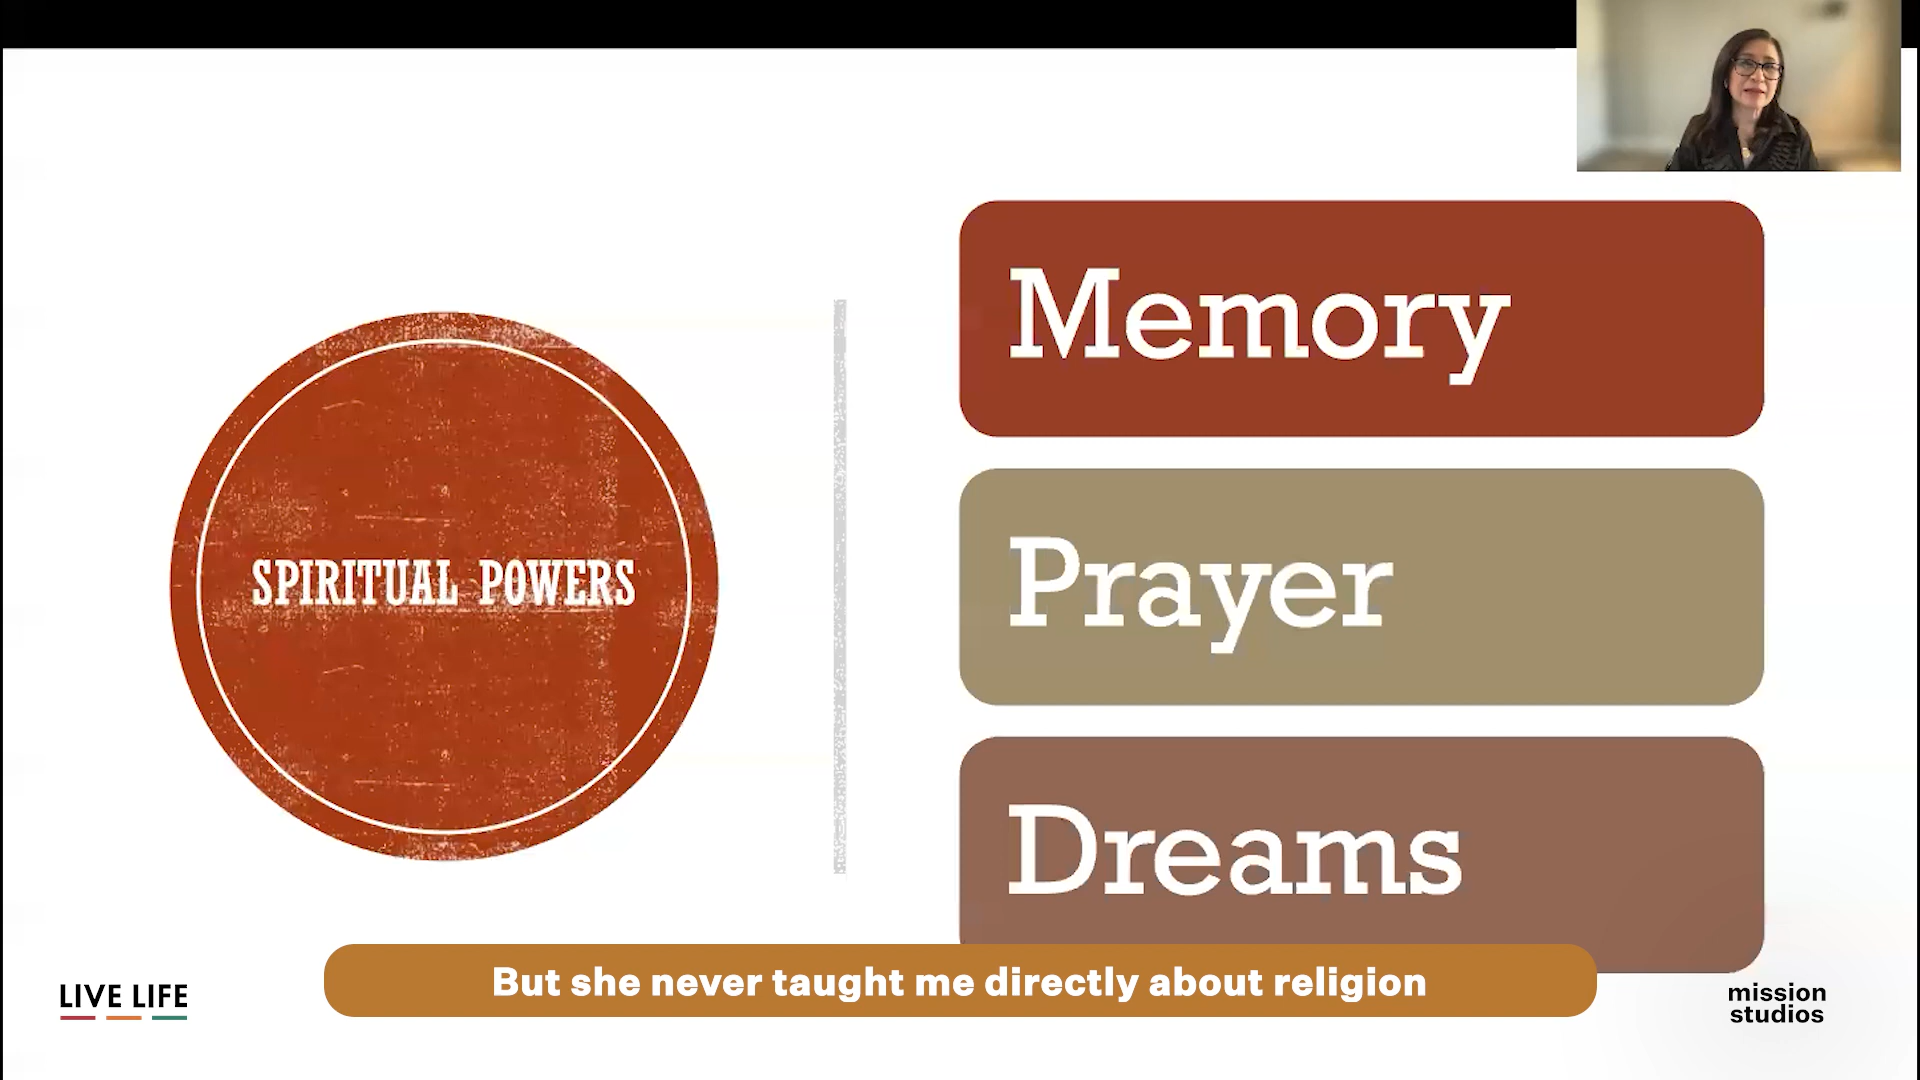 SPIRITUAL POWERS
Memory
Prayer
Dreams
But she never taught me directly about religion
LIVE LIFE
mission
studios